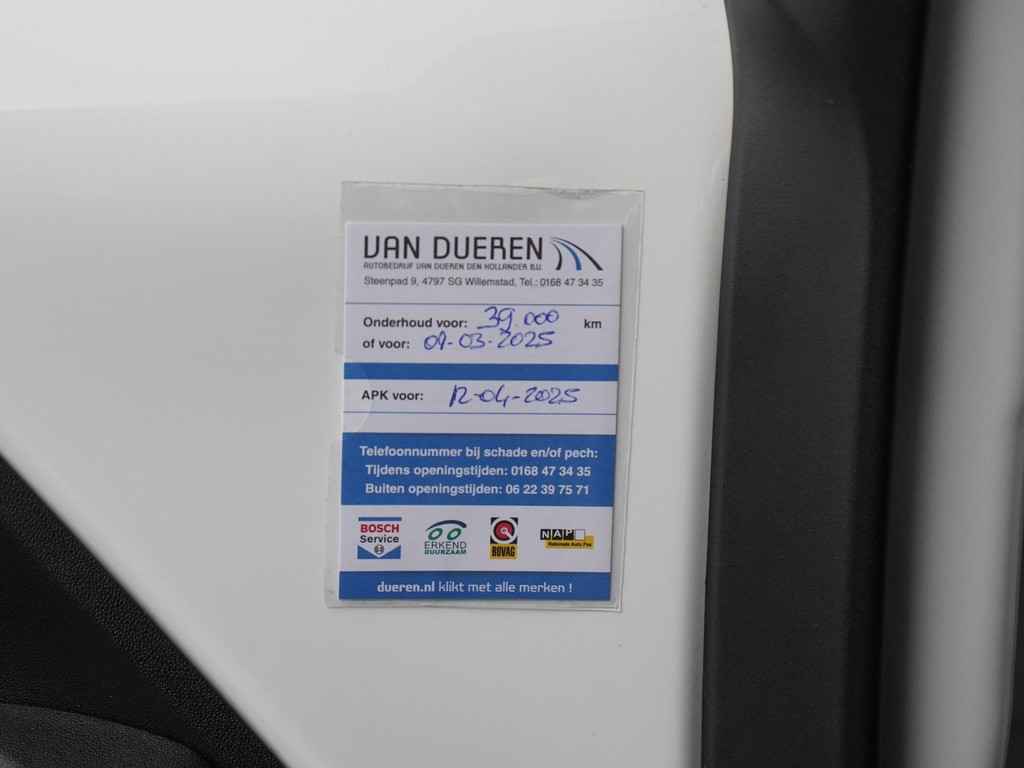 VAN DUEREN
AUTOBEDRIJF VAN DUEREN DEN HOLLANDER B.V.
Steenpad 9, 4797 SG Willemstad, Tel.: 0168 47 34 35
Onderhoud voor: 39.000 km
of voor: 01-03-2025
APK voor: 12-04-2025
Telefoonnummer bij schade en/of pech:
Tijdens openingstijden: 0168 47 34 35
Buiten openingstijden: 06 22 39 75 71
BOSCH
Service
ERKEND
DUURZAAM
BOVAG
NAP
Nationale Auto Pas
dueren.nl klikt met alle merken !